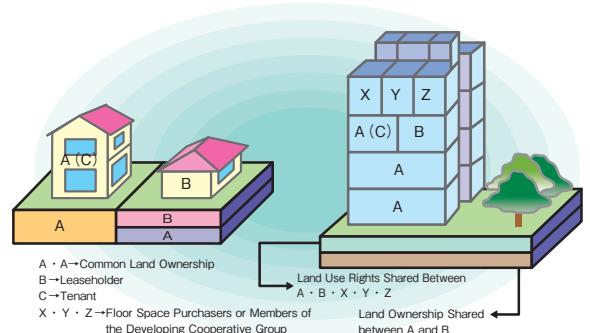 X Y Z
A (C) B
A
A
A (C)
B
A
B
A
A・A→Common Land Ownership
B→Leaseholder
C→Tenant
X・Y・Z→Floor Space Purchasers or Members of
the Developing Cooperative Group
Land Use Rights Shared Between
A・B・X・Y・Z
Land Ownership Shared
between A and B